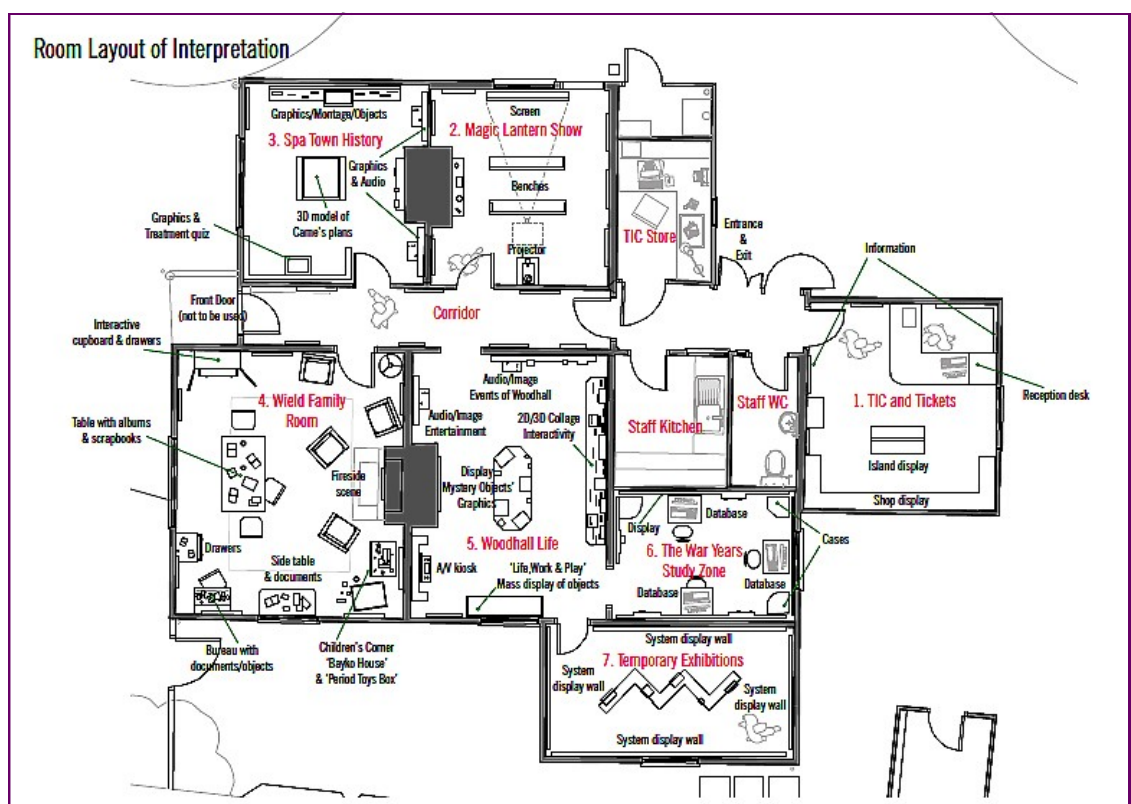 Room Layout of Interpretation
Graphics/Montage/Objects
3. Spa Town History
Graphics
& Audio
3D model of
Carne's plans
Graphics &
Treatment quiz
Screen
2. Magic Lantern Show
Benches
Projector
TIC Store
Entrance
&
Exit
Information
Front Door
(not to be used)
Corridor
Interactive
cupboard & drawers
4. Wield Family
Room
Table with albums
& scrapbooks
Fireside
scene
Drawers
Side table
& documents
Bureau with
documents/objects
Children's Corner
'Bayko House'
& 'Period Toys Box'
Audio/Image
Events of Woodhall
Audio/Image
Entertainment
2D/3D Collage
Interactivity
Display
Mystery Objects'
Graphics
5. Woodhall Life
A/V kiosk
'Life,Work & Play'
Mass display of objects
Staff Kitchen
Staff WC
1. TIC and Tickets
Reception desk
Island display
Shop display
Display
Database
Cases
6. The War Years
Study Zone
Database
Database
System display wall
7. Temporary Exhibitions
System
display wall
System
display wall
System display wall